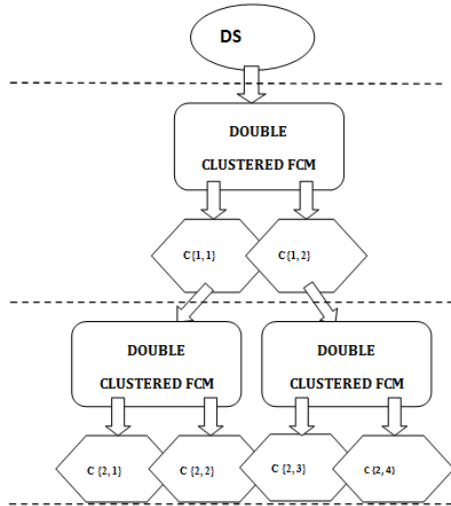 DS
DOUBLE
CLUSTERED FCM
C{1, 1}
C{1, 2}
DOUBLE
CLUSTERED FCM
DOUBLE
CLUSTERED FCM
C {2, 1}
C {2, 2}
C {2, 3}
C {2, 4}